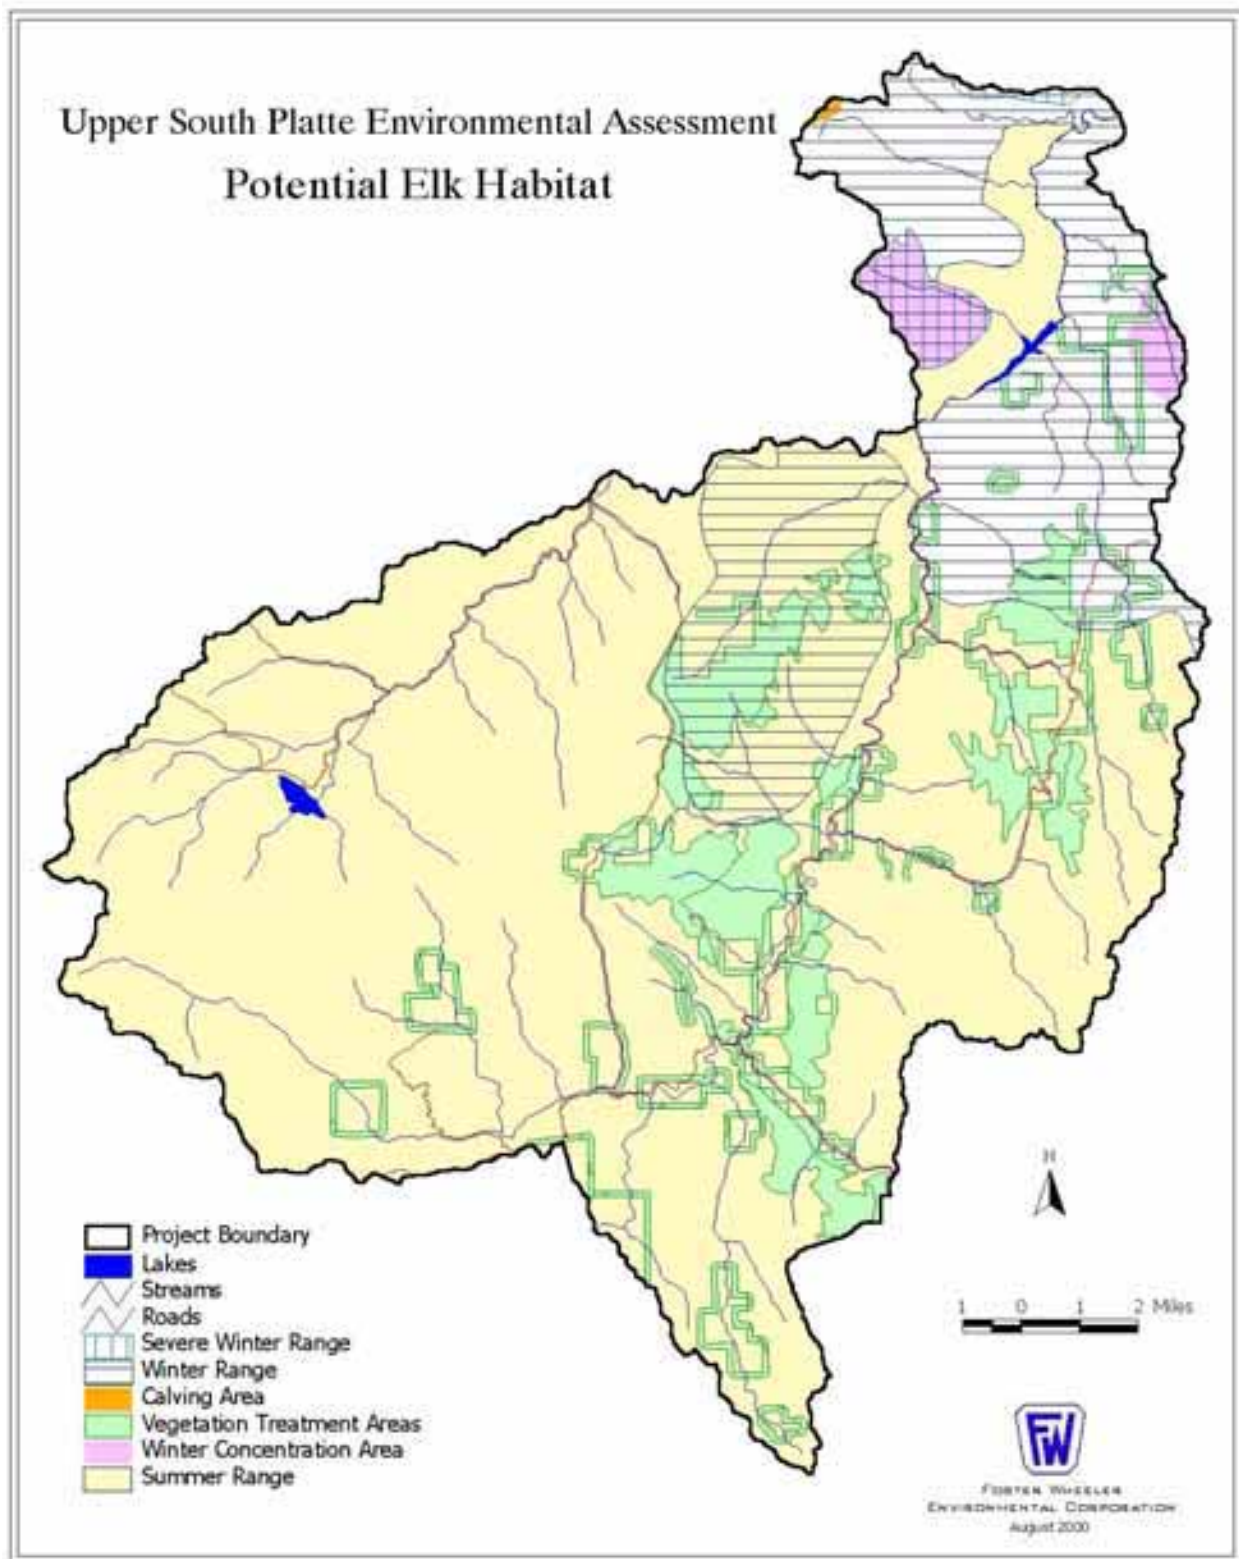 Upper South Platte Environmental Assessment
Potential Elk Habitat
N
1 0 1 2 Miles
Project Boundary
Lakes
Streams
Roads
Severe Winter Range
Winter Range
Calving Area
Vegetation Treatment Areas
Winter Concentration Area
Summer Range
FW
FOSTER WHEELER
ENVIRONMENTAL CORPORATION
August 2000